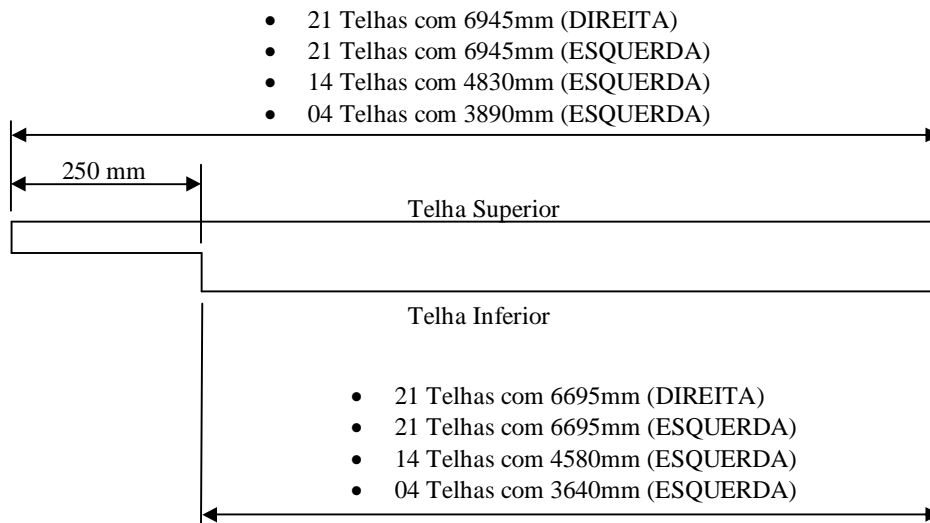 • 21 Telhas com 6945mm (DIREITA)
• 21 Telhas com 6945mm (ESQUERDA)
• 14 Telhas com 4830mm (ESQUERDA)
• 04 Telhas com 3890mm (ESQUERDA)
250 mm
Telha Superior
Telha Inferior
• 21 Telhas com 6695mm (DIREITA)
• 21 Telhas com 6695mm (ESQUERDA)
• 14 Telhas com 4580mm (ESQUERDA)
• 04 Telhas com 3640mm (ESQUERDA)